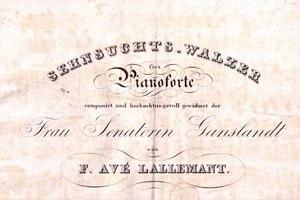 SEHNSUCHTS-WALZER
fürs
Pianoforte
componirt und hochachtungsvoll gewidmet der
Frau Senatorin Ganslandt
von
F. AVÉ LALLEMANT.